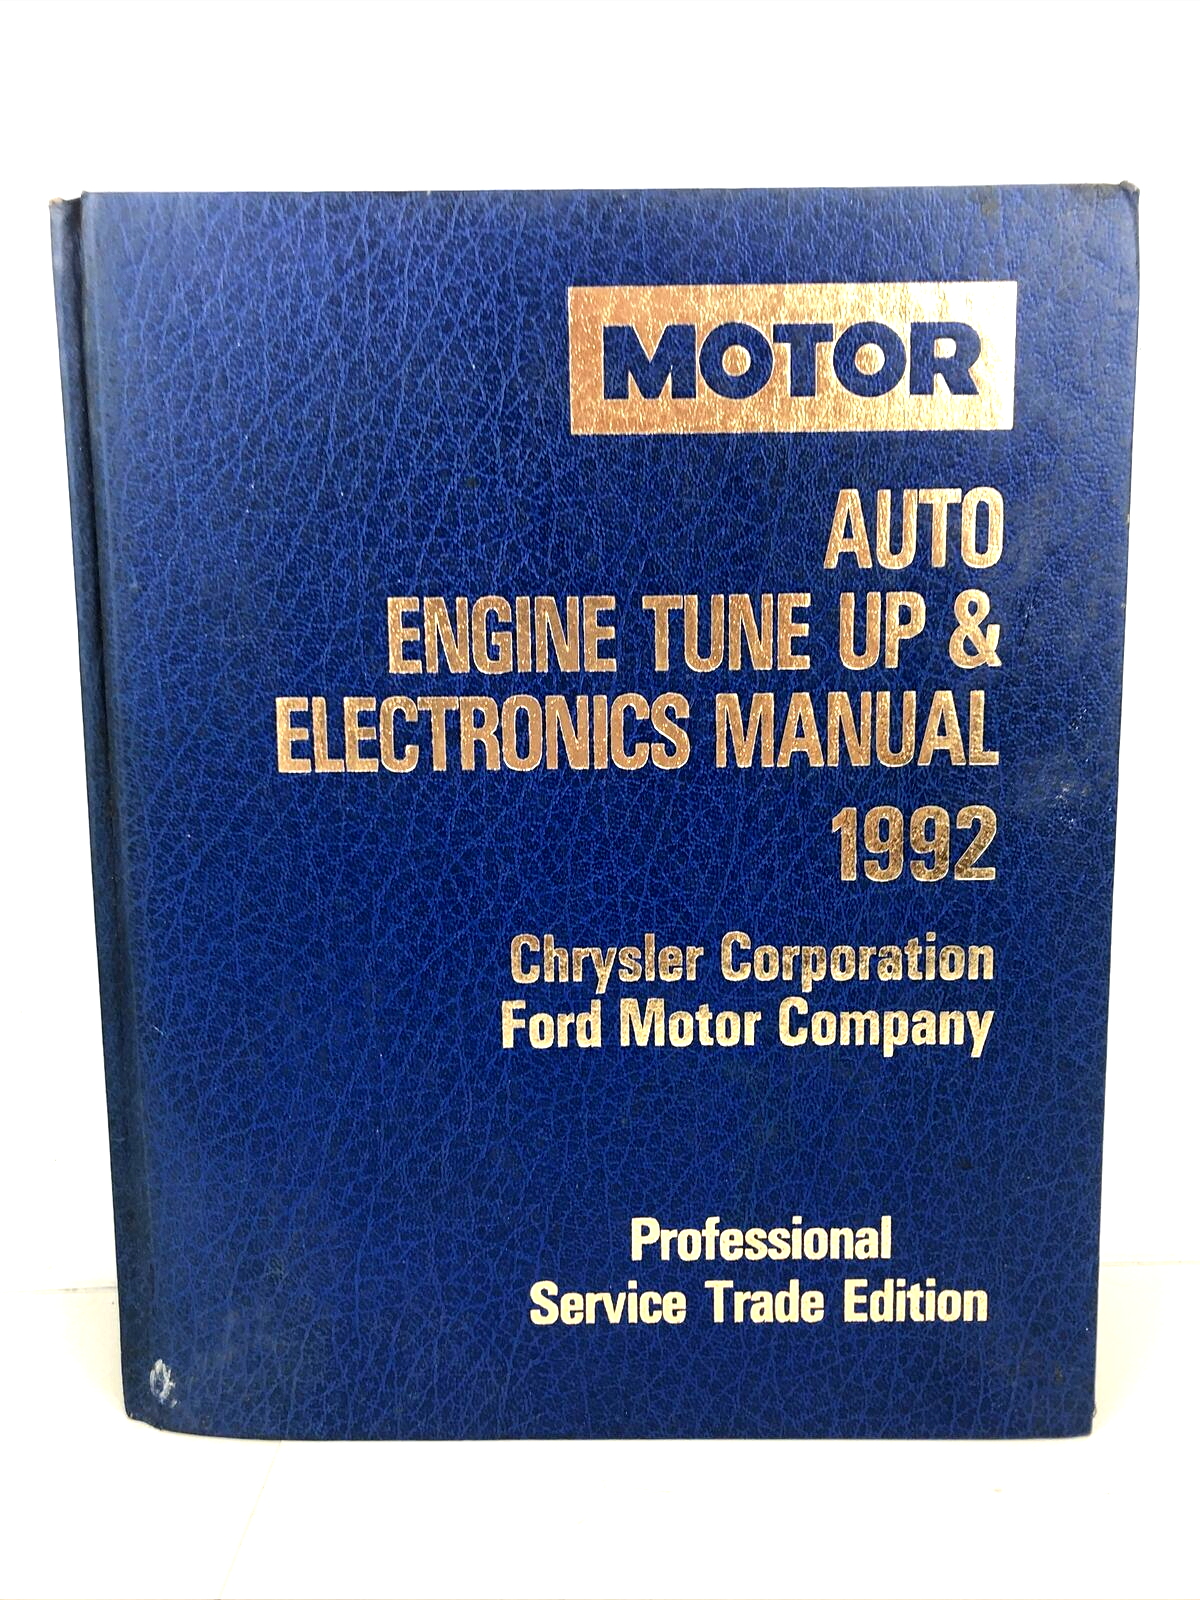 MOTOR
AUTO
ENGINE TUNE UP &
ELECTRONICS MANUAL
1992
Chrysler Corporation
Ford Motor Company
Professional
Service Trade Edition